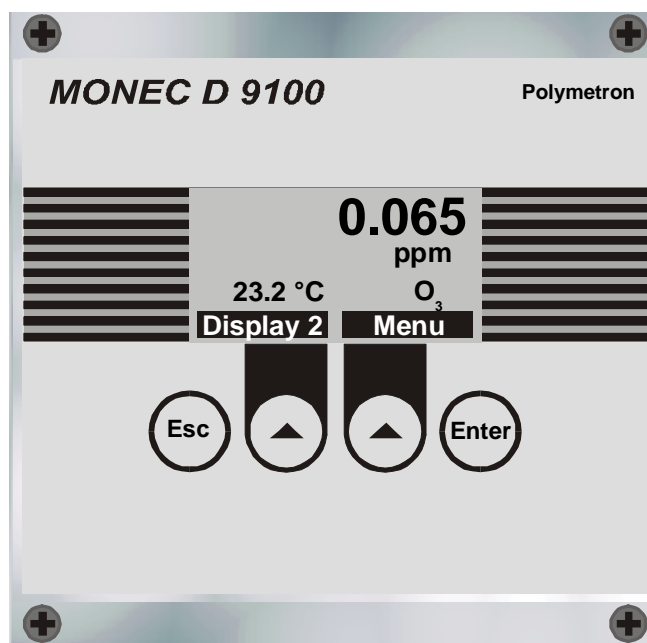 MONEC D 9100 Polymetron
0.065
ppm
23.2 °C O₃
Display 2 Menu
Esc Enter